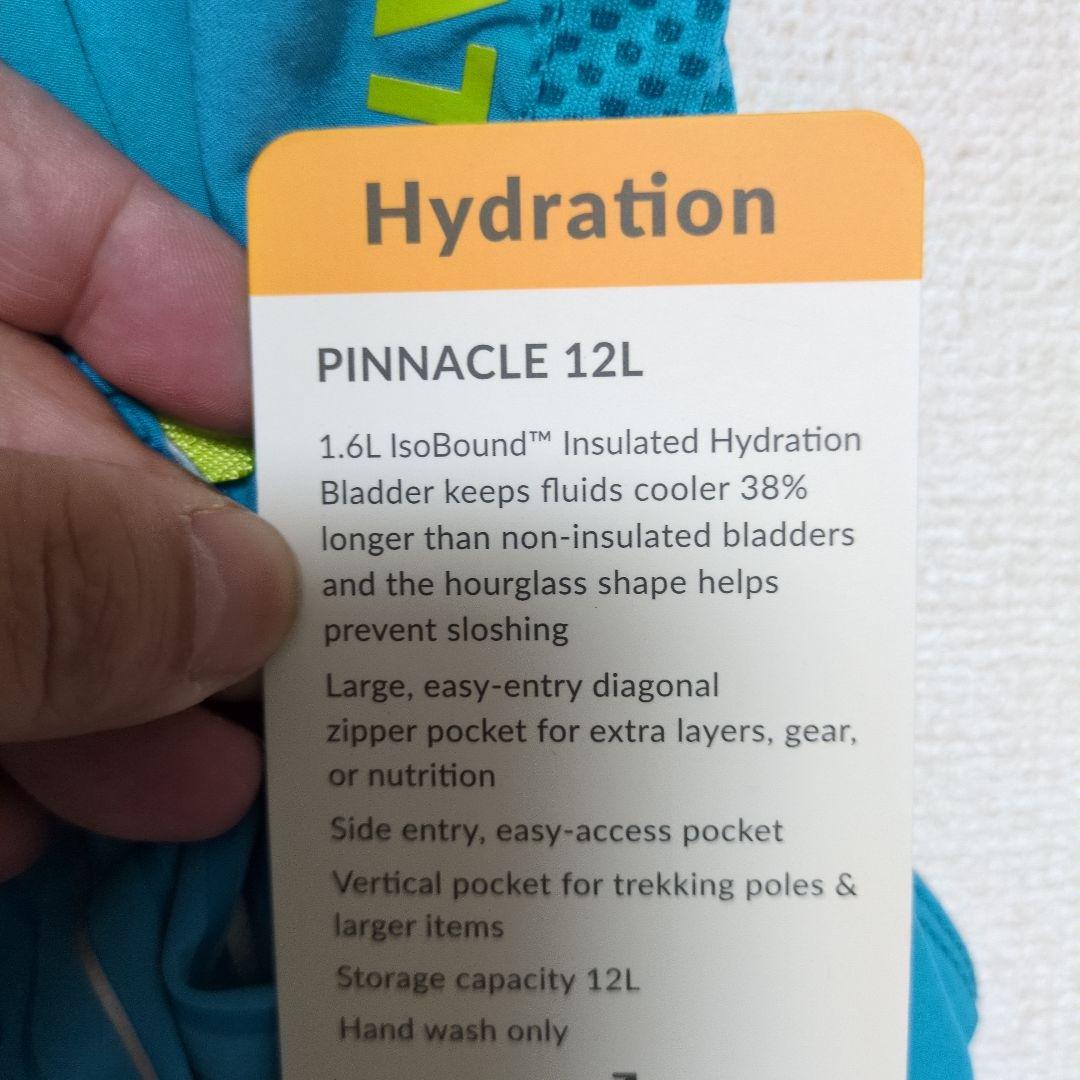 LV
Hydration
PINNACLE 12L
1.6L IsoBound™ Insulated Hydration
Bladder keeps fluids cooler 38%
longer than non-insulated bladders
and the hourglass shape helps
prevent sloshing
Large, easy-entry diagonal
zipper pocket for extra layers, gear,
or nutrition
Side entry, easy-access pocket
Vertical pocket for trekking poles &
larger items
Storage capacity 12L
Hand wash only